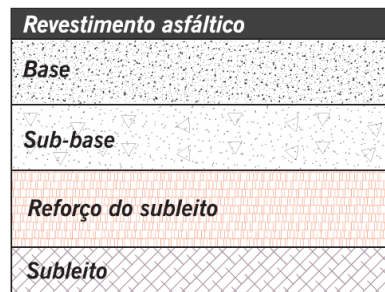 Revestimento asfáltico
Base
Sub-base
Reforço do subleito
Subleito